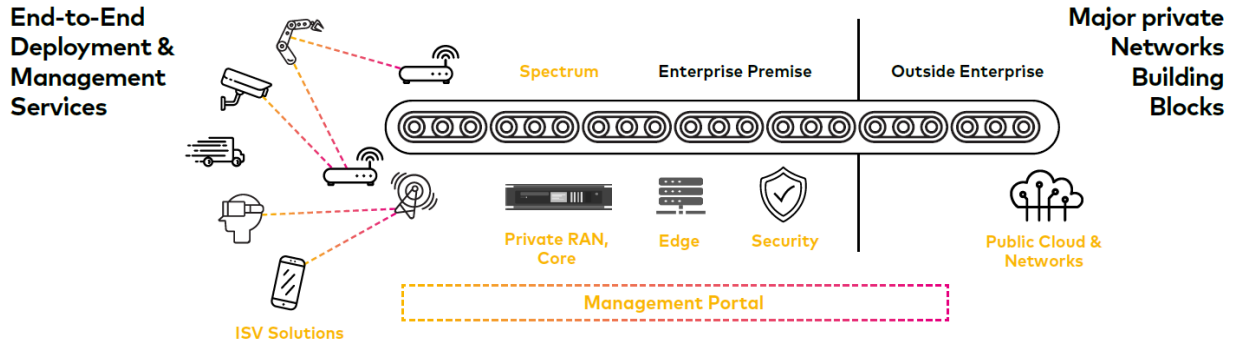 End-to-End
Deployment &
Management
Services
Major private
Networks
Building
Blocks
Spectrum
Enterprise Premise
Outside Enterprise
Private RAN,
Core
Edge
Security
Public Cloud &
Networks
Management Portal
ISV Solutions